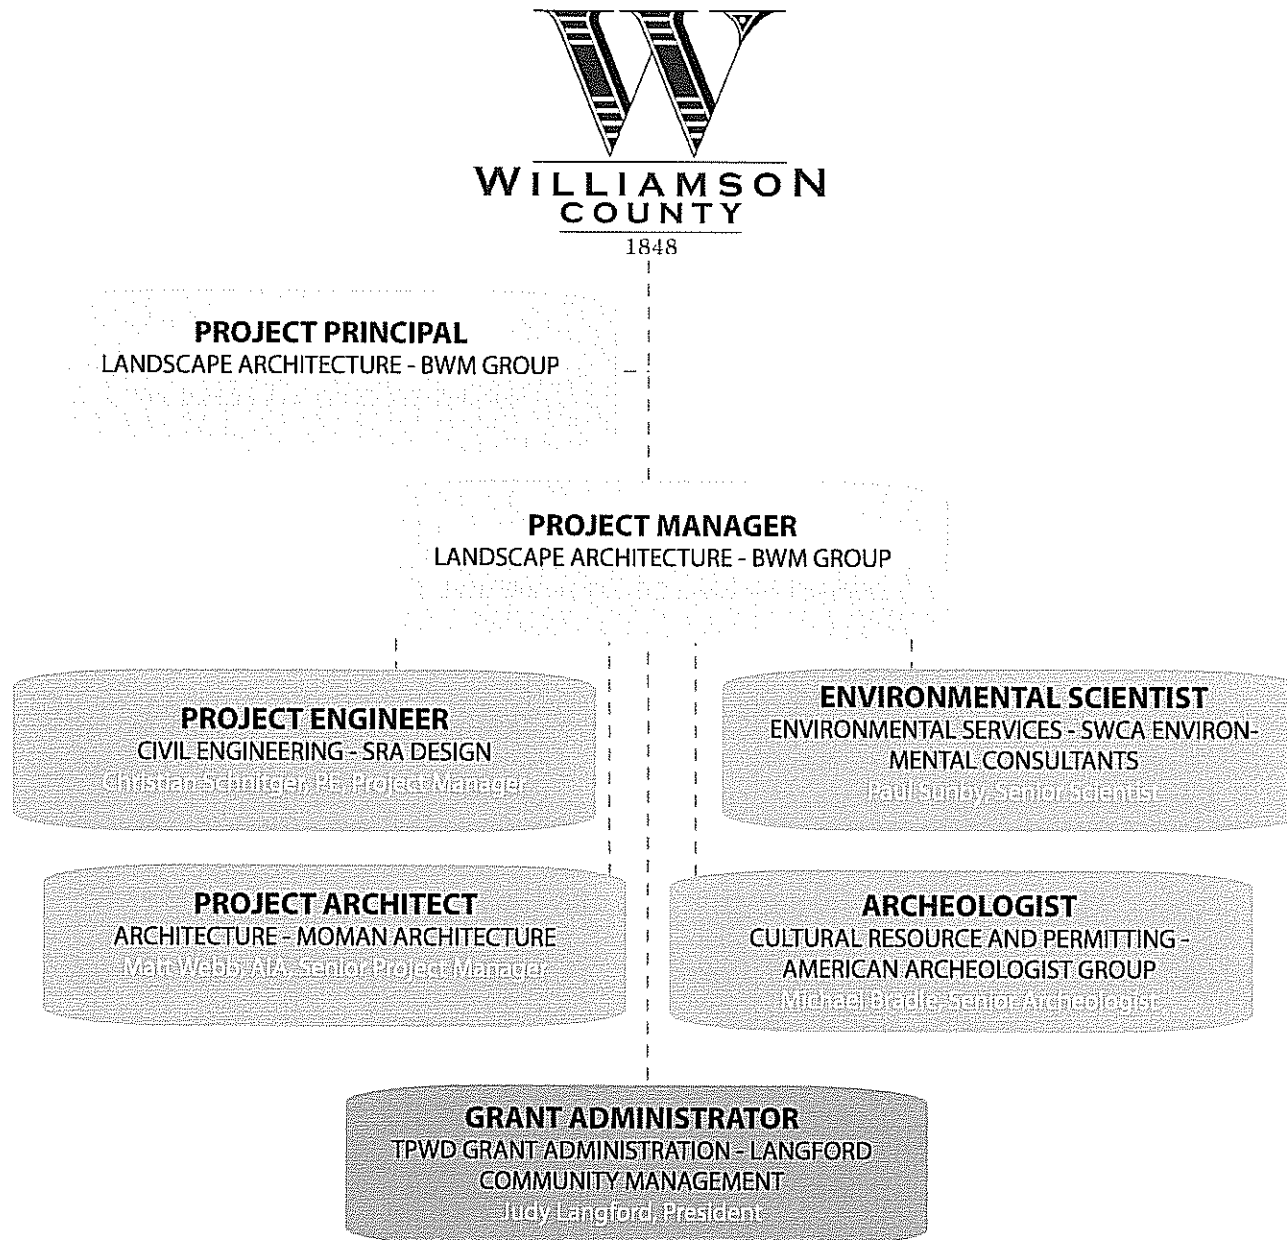 WILLIAMSON
COUNTY
1848
PROJECT PRINCIPAL
LANDSCAPE ARCHITECTURE - BWM GROUP
PROJECT MANAGER
LANDSCAPE ARCHITECTURE - BWM GROUP
PROJECT ENGINEER
CIVIL ENGINEERING - SRA DESIGN
Christian Schnitger, PE, Project Manager
ENVIRONMENTAL SCIENTIST
ENVIRONMENTAL SERVICES - SWCA ENVIRON-
MENTAL CONSULTANTS
Paul Sunby, Senior Scientist
PROJECT ARCHITECT
ARCHITECTURE - MOMAN ARCHITECTURE
Matt Webb, AIA, Senior Project Manager
ARCHEOLOGIST
CULTURAL RESOURCE AND PERMITTING -
AMERICAN ARCHEOLOGIST GROUP
Michael Bradle, Senior Archeologist
GRANT ADMINISTRATOR
TPWD GRANT ADMINISTRATION - LANGFORD
COMMUNITY MANAGEMENT
Judy Langford, President